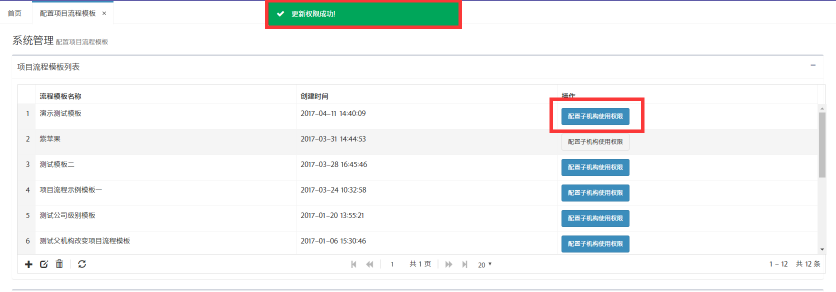 首页 配置项目流程模板 × 更新权限成功!
系统管理 配置项目流程模板
项目流程模板列表
流程模板名称 创建时间 操作
1 演示测试模板 2017-04-11 14:40:09 配置子机构使用权限
2 紫苹果 2017-03-31 14:44:53 配置子机构使用权限
3 测试模板二 2017-03-28 16:45:46 配置子机构使用权限
4 项目流程示例模板一 2017-03-24 10:32:58 配置子机构使用权限
5 测试公司级别模板 2017-01-20 13:55:21 配置子机构使用权限
6 测试父机构改变项目流程模板 2017-01-06 15:30:46 配置子机构使用权限
1 共 1 页 20 1 - 12 共 12 条